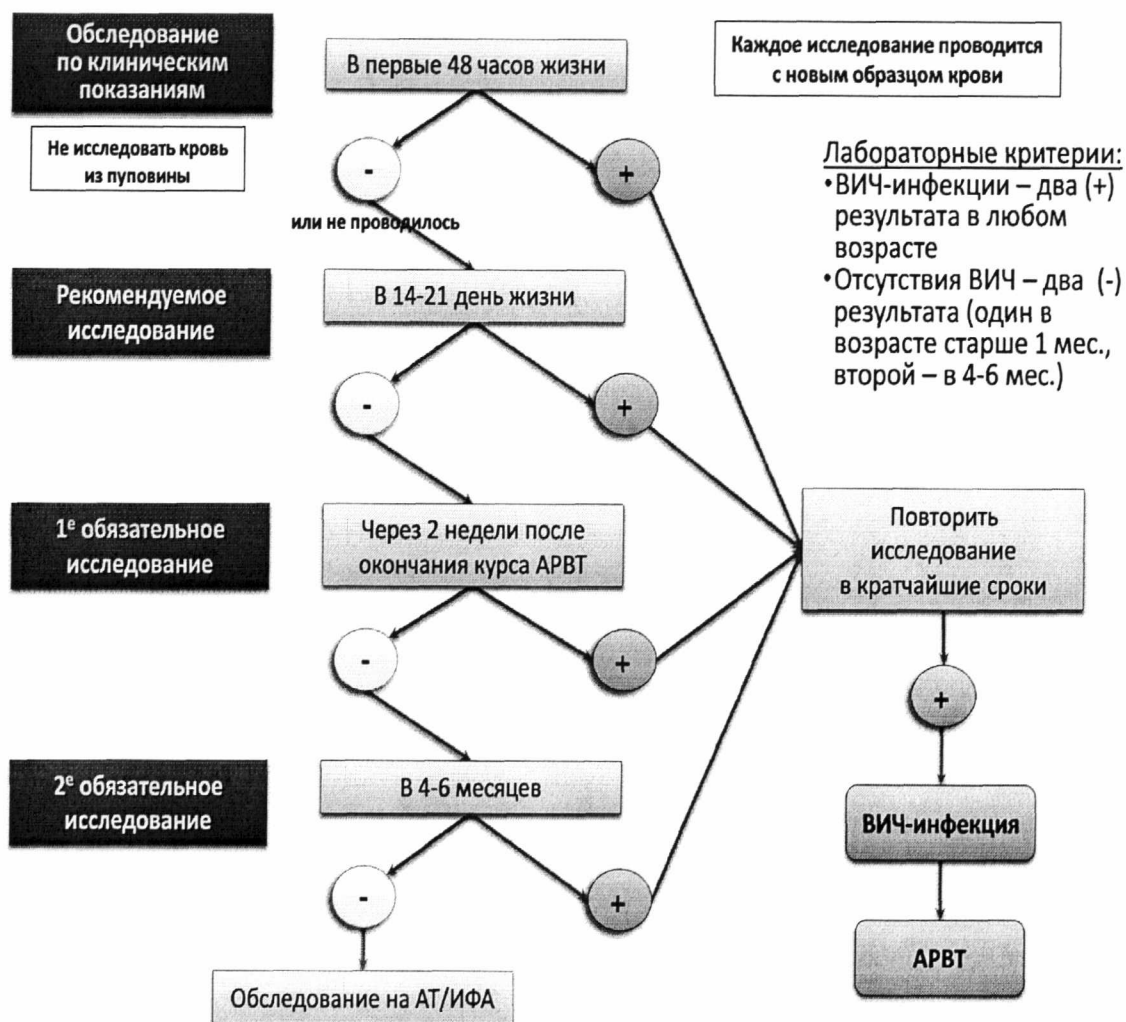 Обследование
по клиническим
показаниям
В первые 48 часов жизни
Каждое исследование проводится
с новым образцом крови
Не исследовать кровь
из пуповины
-
+
или не проводилось
Лабораторные критерии:
•ВИЧ-инфекции – два (+)
результата в любом
возрасте
•Отсутствия ВИЧ – два (-)
результата (один в
возрасте старше 1 мес.,
второй – в 4-6 мес.)
Рекомендуемое
исследование
В 14-21 день жизни
-
+
1е обязательное
исследование
Через 2 недели после
окончания курса АРВТ
-
+
Повторить
исследование
в кратчайшие сроки
+
2е обязательное
исследование
В 4-6 месяцев
-
+
ВИЧ-инфекция
АРВТ
Обследование на АТ/ИФА